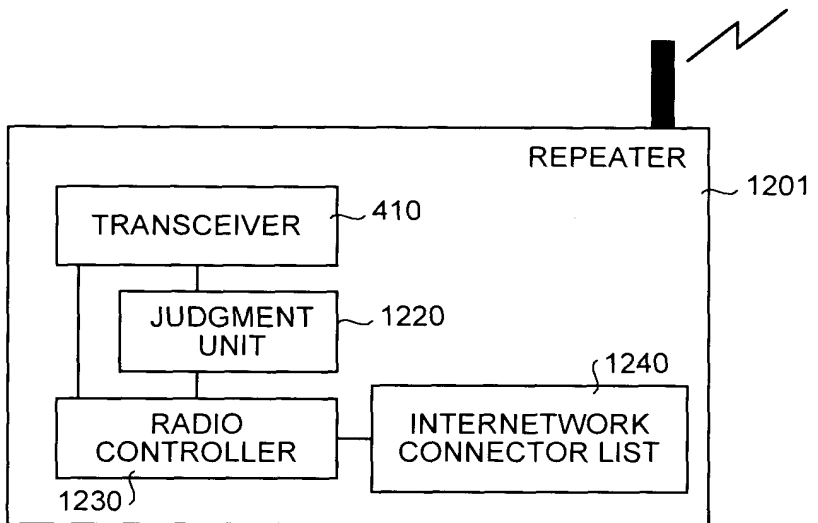 REPEATER
1201
TRANSCEIVER
410
JUDGMENT
UNIT
1220
1240
RADIO
CONTROLLER
INTERNETWORK
CONNECTOR LIST
1230